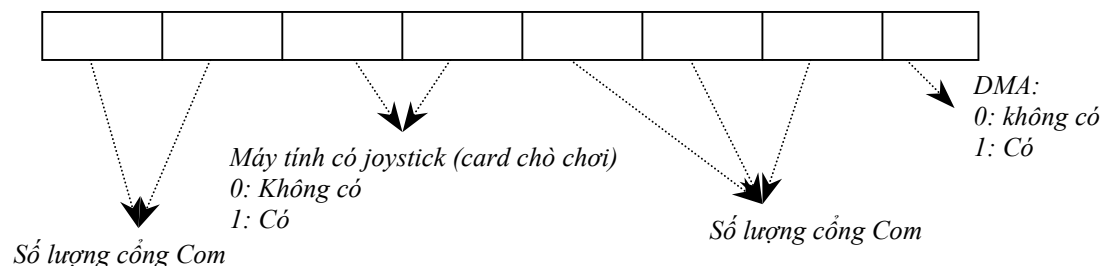 DMA:
0: không có
1: Có
Máy tính có joystick (card chò chơi)
0: Không có
1: Có
Số lượng cổng Com
Số lượng cổng Com